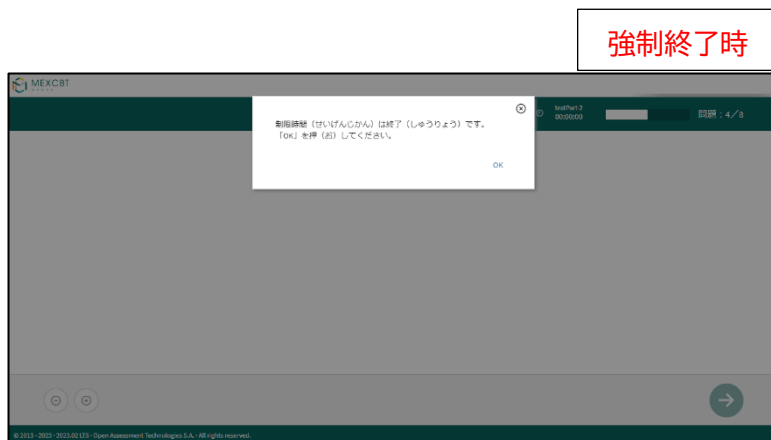 強制終了時
MEXCBT
制限時間（せいげんじかん）は終了（しゅうりょう）です。
「OK」を押（お）してください。
OK
testPart-2
00:00:00
問題：4／8
© 2013 - 2023 - 2023.02 LTS - Open Assessment Technologies S.A. - All rights reserved.